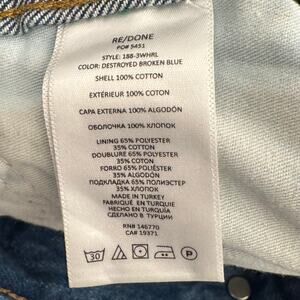 RE/DONE
PO# 5451
STYLE: 188-3WHRL
COLOR: DESTROYED BROKEN BLUE
SHELL 100% COTTON
EXTÉRIEUR 100% COTON
CAPA EXTERNA 100% ALGODÓN
ОБОЛОЧКА 100% ХЛОПОК
LINING 65% POLYESTER
35% COTTON
DOUBLURE 65% POLYESTER
35% COTON
FORRO 65% POLIÉSTER
35% ALGODÓN
ПОДКЛАДКА 65% ПОЛИЭСТЕР
35% ХЛОПОК
MADE IN TURKEY
FABRIQUÉ EN TURQUIE
HECHO EN TURQUÍA
СДЕЛАНО В ТУРЦИИ
RN# 146770
CA# 19371
30 P